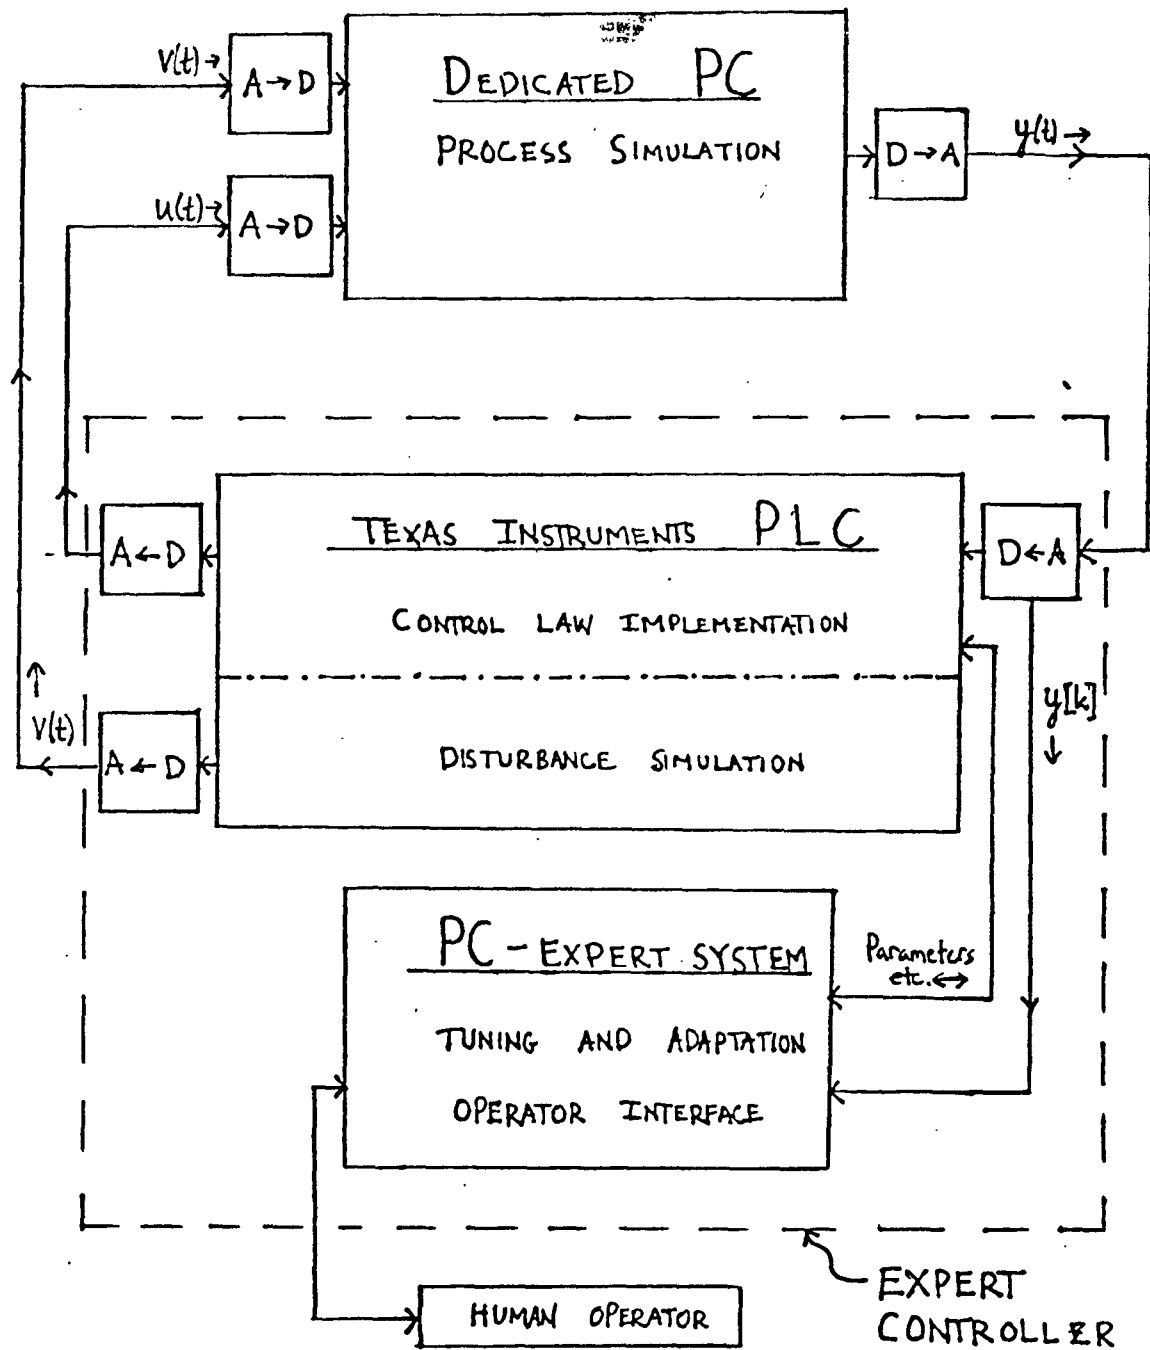 V(t)→
A→D
DEDICATED PC
PROCESS SIMULATION
D→A
y(t)→
u(t)→
A→D
A←D
TEXAS INSTRUMENTS PLC
D←A
CONTROL LAW IMPLEMENTATION
y[k]
↓
↑
V(t)
A←D
DISTURBANCE SIMULATION
PC-EXPERT SYSTEM
Parameters
etc.↔
TUNING AND ADAPTATION
OPERATOR INTERFACE
HUMAN OPERATOR
EXPERT
CONTROLLER